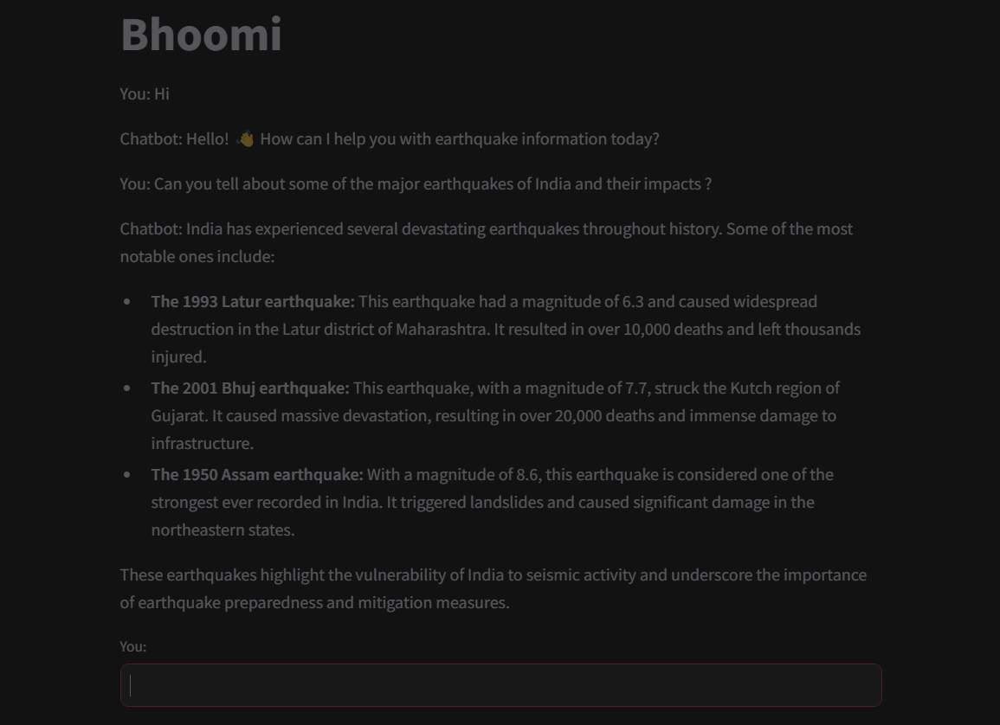 Bhoomi
You: Hi
Chatbot: Hello! 👋 How can I help you with earthquake information today?
You: Can you tell about some of the major earthquakes of India and their impacts ?
Chatbot: India has experienced several devastating earthquakes throughout history. Some of the most
notable ones include:
• The 1993 Latur earthquake: This earthquake had a magnitude of 6.3 and caused widespread
destruction in the Latur district of Maharashtra. It resulted in over 10,000 deaths and left thousands
injured.
• The 2001 Bhuj earthquake: This earthquake, with a magnitude of 7.7, struck the Kutch region of
Gujarat. It caused massive devastation, resulting in over 20,000 deaths and immense damage to
infrastructure.
• The 1950 Assam earthquake: With a magnitude of 8.6, this earthquake is considered one of the
strongest ever recorded in India. It triggered landslides and caused significant damage in the
northeastern states.
These earthquakes highlight the vulnerability of India to seismic activity and underscore the importance
of earthquake preparedness and mitigation measures.
You: